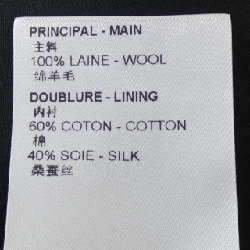 PRINCIPAL - MAIN
主料
100% LAINE - WOOL
绵羊毛
DOUBLURE - LINING
内衬
60% COTON - COTTON
棉
40% SOIE - SILK
桑蚕丝